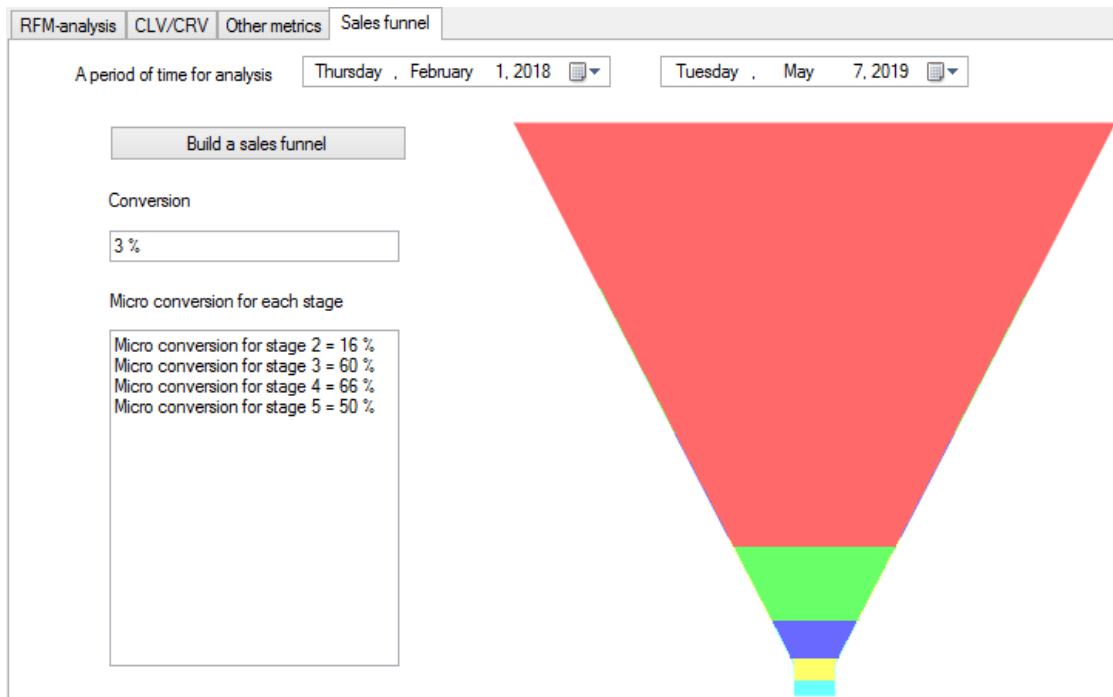 RFM-analysis CLV/CRV Other metrics Sales funnel
A period of time for analysis Thursday , February 1, 2018 Tuesday , May 7, 2019
Build a sales funnel
Conversion
3 %
Micro conversion for each stage
Micro conversion for stage 2 = 16 %
Micro conversion for stage 3 = 60 %
Micro conversion for stage 4 = 66 %
Micro conversion for stage 5 = 50 %